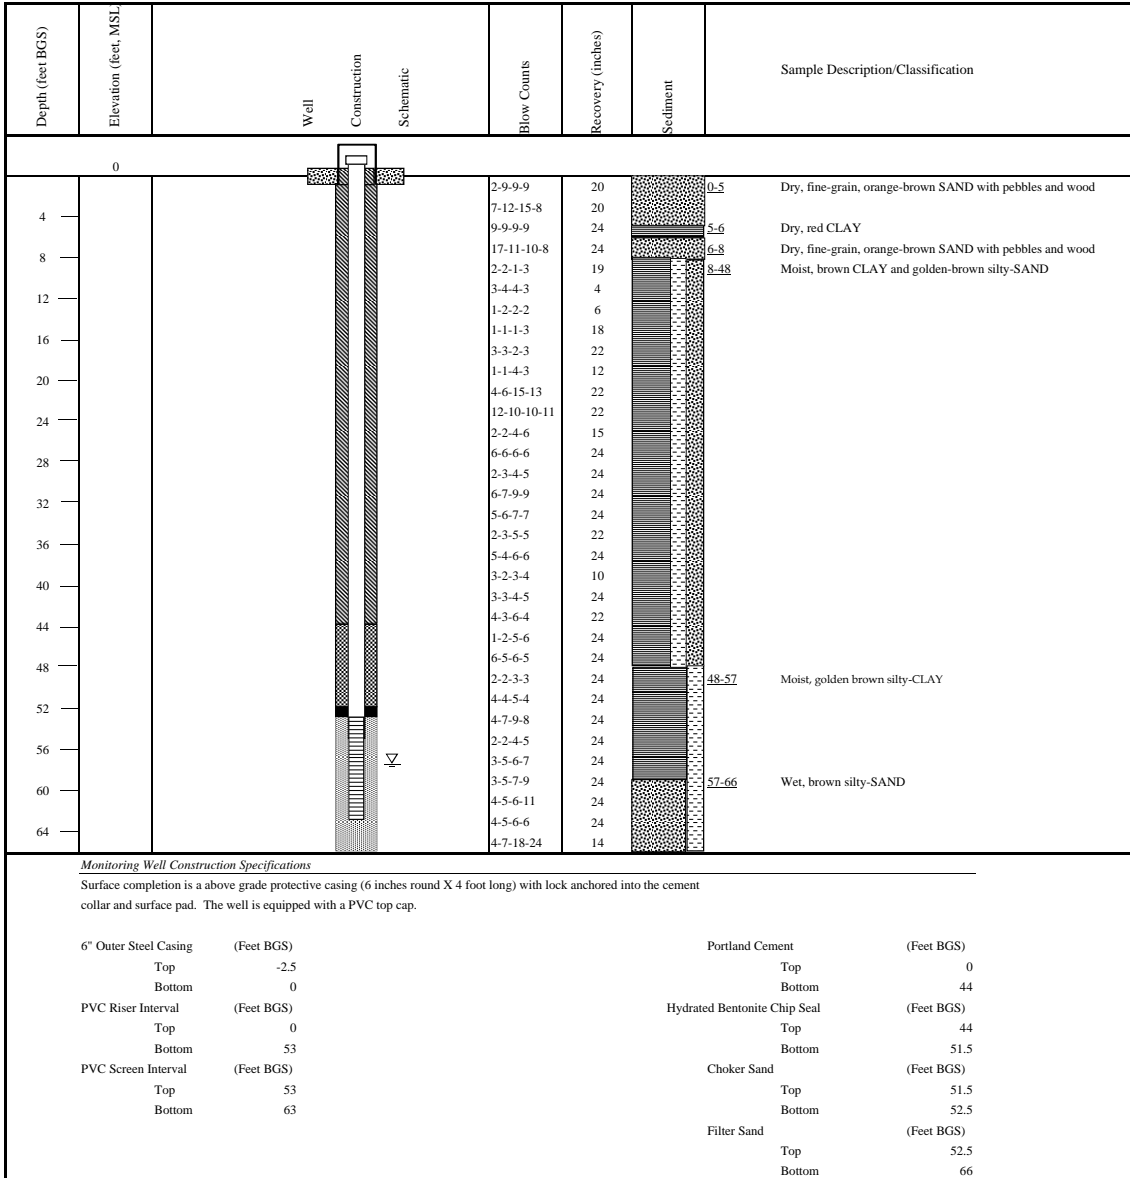 Depth (feet BGS)
Elevation (feet, MSL)
Well
Construction
Schematic
Blow Counts
Recovery (inches)
Sediment
Sample Description/Classification
0
2-9-9-9 20 0-5 Dry, fine-grain, orange-brown SAND with pebbles and wood
7-12-15-8 20
4
9-9-9-9 24 5-6 Dry, red CLAY
17-11-10-8 24 6-8 Dry, fine-grain, orange-brown SAND with pebbles and wood
8
2-2-1-3 19 8-48 Moist, brown CLAY and golden-brown silty-SAND
3-4-4-3 4
12
1-2-2-2 6
1-1-1-3 18
16
3-3-2-3 22
1-1-4-3 12
20
4-6-15-13 22
12-10-10-11 22
24
2-2-4-6 15
6-6-6-6 24
28
2-3-4-5 24
6-7-9-9 24
32
5-6-7-7 24
2-3-5-5 22
36
5-4-6-6 24
3-2-3-4 10
40
3-3-4-5 24
4-3-6-4 22
44
1-2-5-6 24
6-5-6-5 24
48
2-2-3-3 24 48-57 Moist, golden brown silty-CLAY
4-4-5-4 24
52
4-7-9-8 24
2-2-4-5 24
56
3-5-6-7 24
3-5-7-9 24 57-66 Wet, brown silty-SAND
60
4-5-6-11 24
4-5-6-6 24
64
4-7-18-24 14
Monitoring Well Construction Specifications
Surface completion is a above grade protective casing (6 inches round X 4 foot long) with lock anchored into the cement
collar and surface pad. The well is equipped with a PVC top cap.
6" Outer Steel Casing (Feet BGS) Portland Cement (Feet BGS)
Top -2.5 Top 0
Bottom 0 Bottom 44
PVC Riser Interval (Feet BGS) Hydrated Bentonite Chip Seal (Feet BGS)
Top 0 Top 44
Bottom 53 Bottom 51.5
PVC Screen Interval (Feet BGS) Choker Sand (Feet BGS)
Top 53 Top 51.5
Bottom 63 Bottom 52.5
Filter Sand (Feet BGS)
Top 52.5
Bottom 66